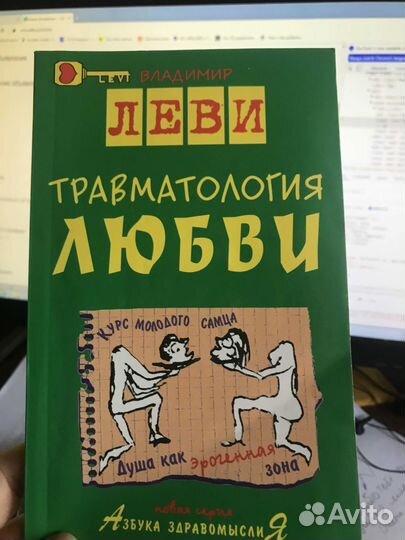 LEVI
ВЛАДИМИР
ЛЕВИ
ТРАВМАТОЛОГИЯ
ЛЮБВИ
КУРС МОЛОДОГО САМЦА
Душа как эрогенная зона
новая серия
АЗБУКА ЗДРАВОМЫСЛИЯ
Avito